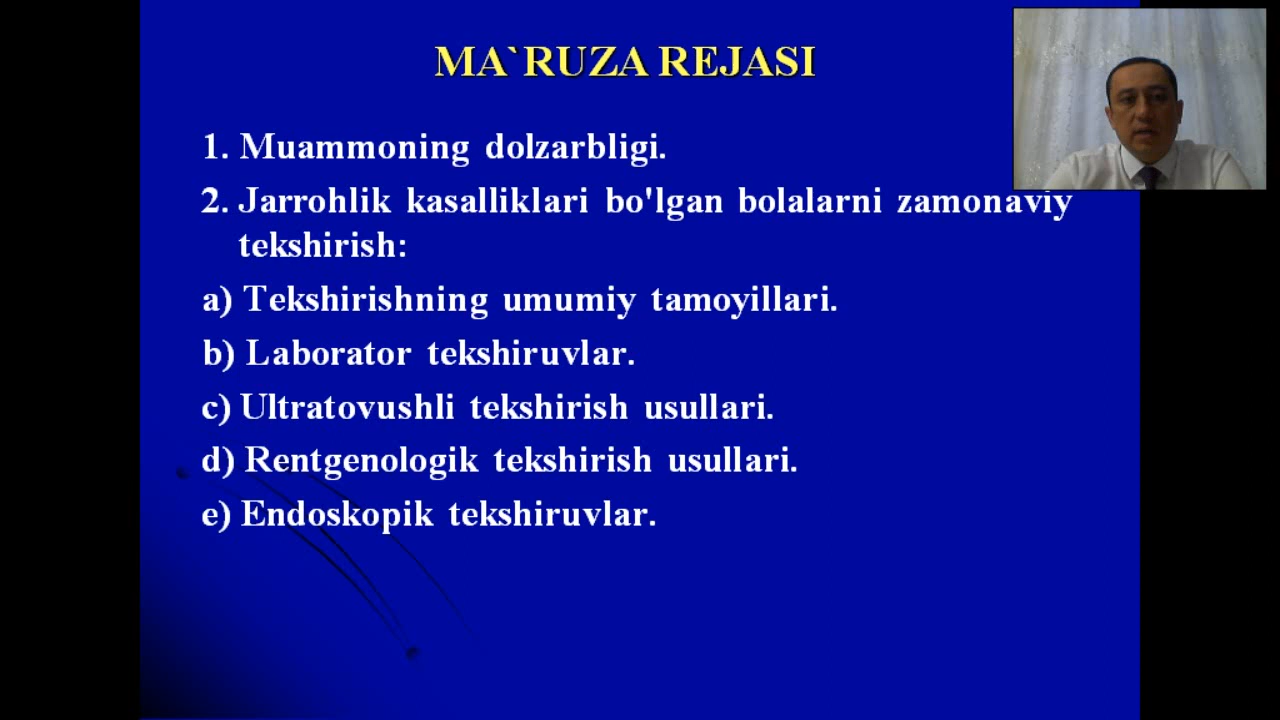 MA`RUZA REJASI
1. Muammoning dolzarbligi.
2. Jarrohlik kasalliklari bo'lgan bolalarni zamonaviy
tekshirish:
a) Tekshirishning umumiy tamoyillari.
b) Laborator tekshiruvlar.
c) Ultratovushli tekshirish usullari.
d) Rentgenologik tekshirish usullari.
e) Endoskopik tekshiruvlar.